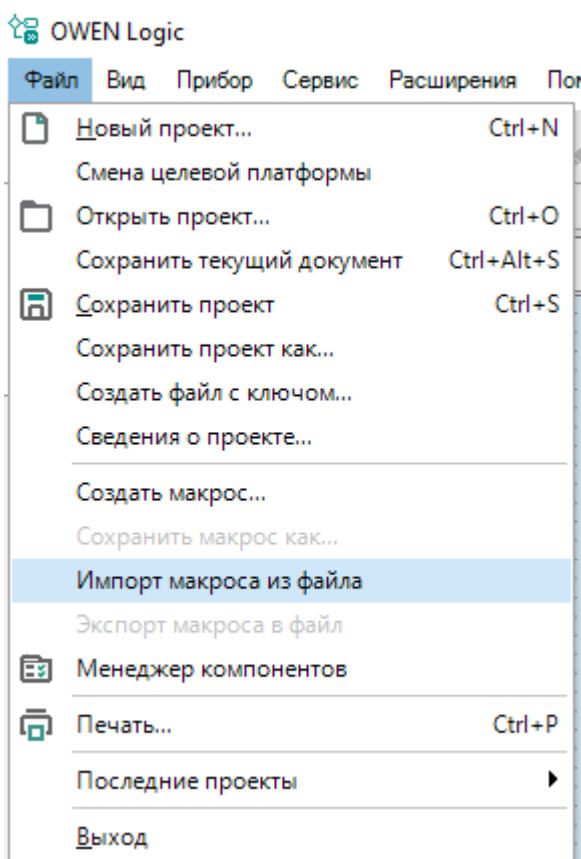 OWEN Logic
Файл Вид Прибор Сервис Расширения
Новый проект... Ctrl+N
Смена целевой платформы
Открыть проект... Ctrl+O
Сохранить текущий документ Ctrl+Alt+S
Сохранить проект Ctrl+S
Сохранить проект как...
Создать файл с ключом...
Сведения о проекте...
Создать макрос...
Сохранить макрос как...
Импорт макроса из файла
Экспорт макроса в файл
Менеджер компонентов
Печать... Ctrl+P
Последние проекты
Выход